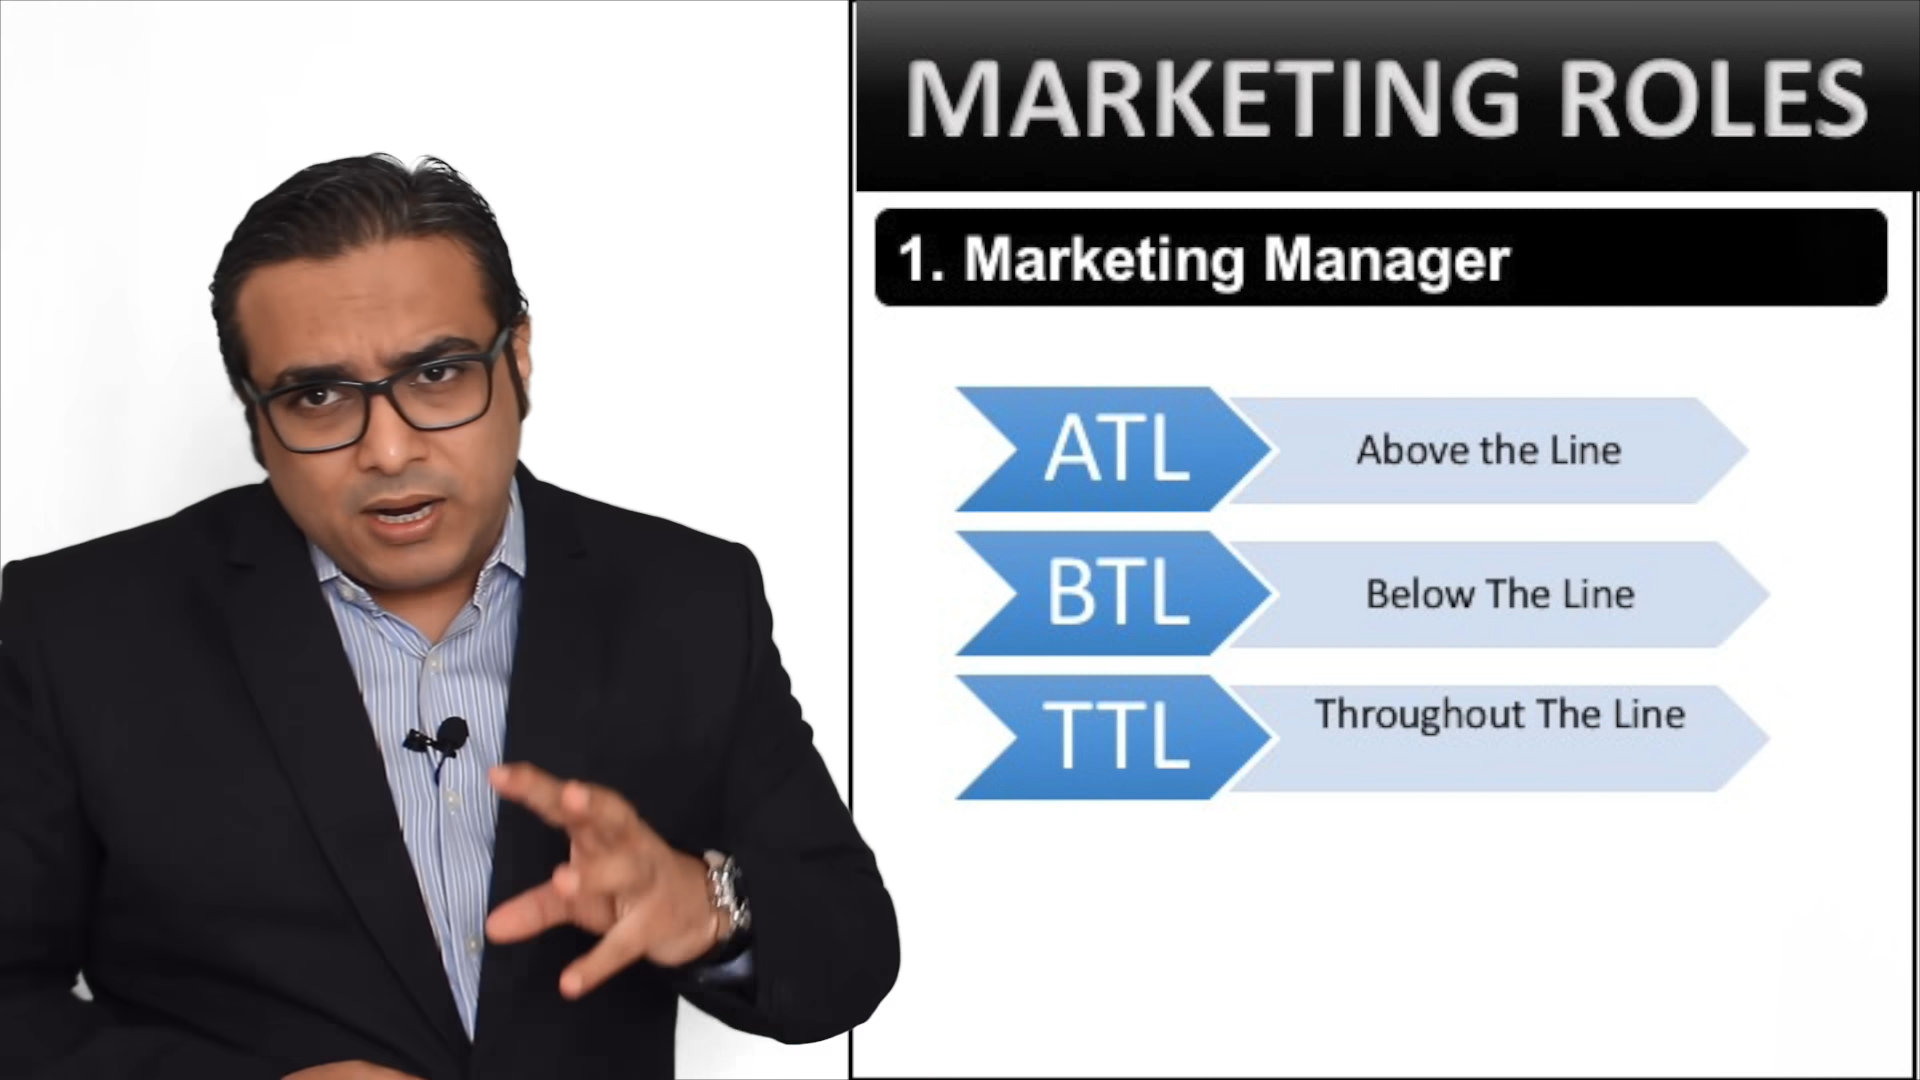 MARKETING ROLES
1. Marketing Manager
ATL
Above the Line
BTL
Below The Line
TTL
Throughout The Line